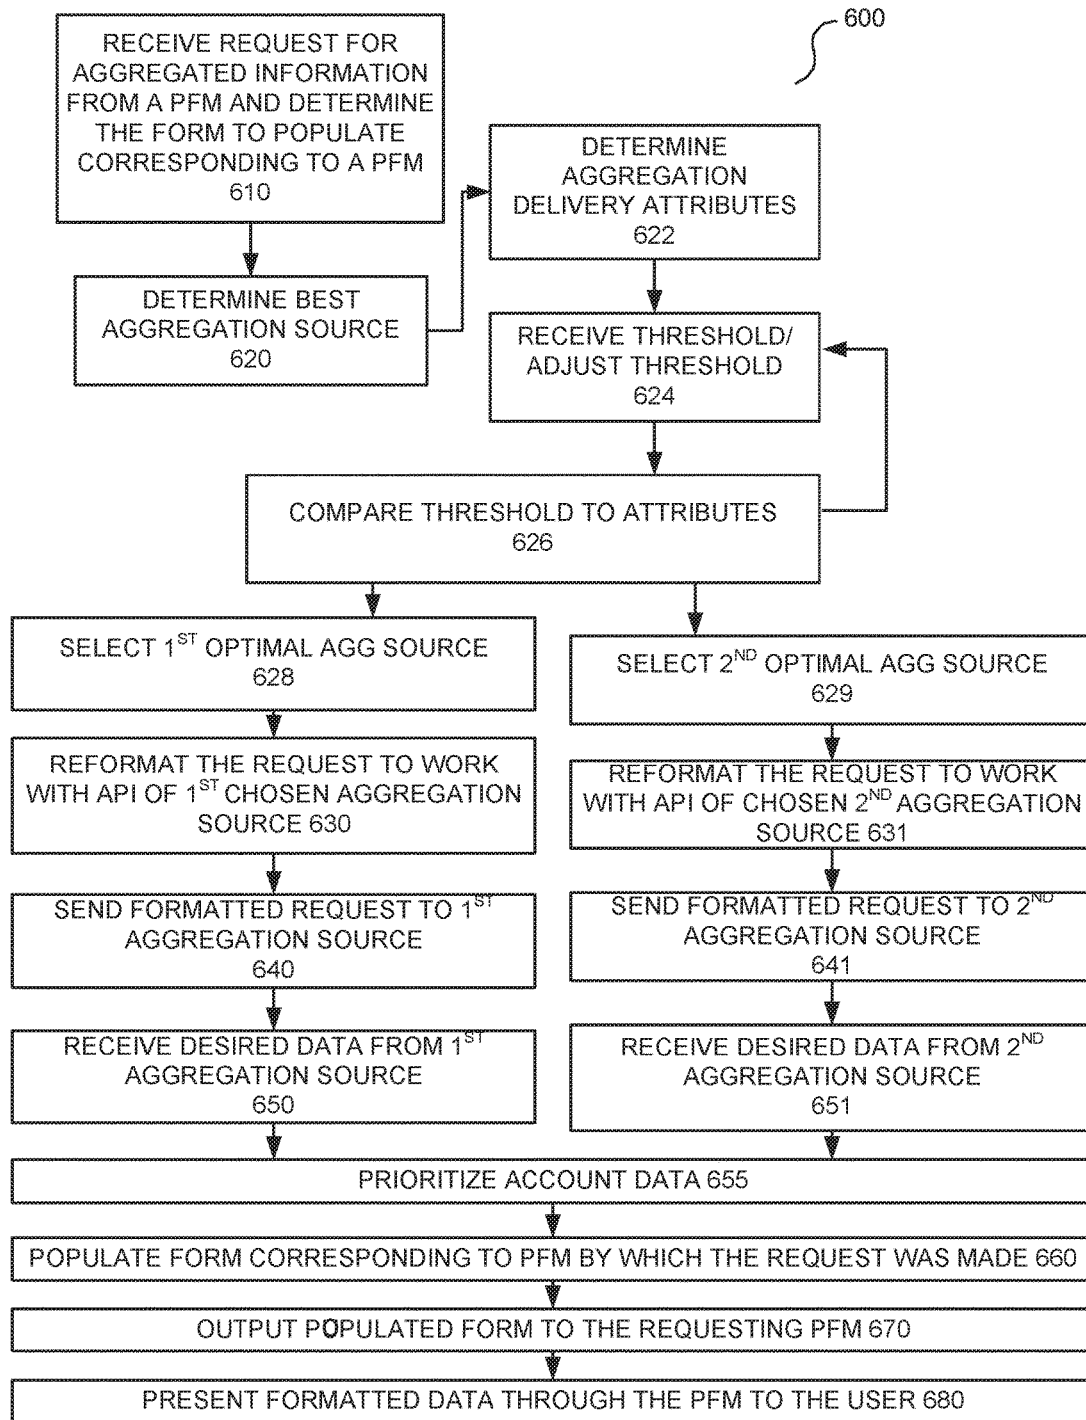 600
RECEIVE REQUEST FOR
AGGREGATED INFORMATION
FROM A PFM AND DETERMINE
THE FORM TO POPULATE
CORRESPONDING TO A PFM
610
DETERMINE BEST
AGGREGATION SOURCE
620
DETERMINE
AGGREGATION
DELIVERY ATTRIBUTES
622
RECEIVE THRESHOLD/
ADJUST THRESHOLD
624
COMPARE THRESHOLD TO ATTRIBUTES
626
SELECT 1ST OPTIMAL AGG SOURCE
628
REFORMAT THE REQUEST TO WORK
WITH API OF 1ST CHOSEN AGGREGATION
SOURCE 630
SEND FORMATTED REQUEST TO 1ST
AGGREGATION SOURCE
640
RECEIVE DESIRED DATA FROM 1ST
AGGREGATION SOURCE
650
SELECT 2ND OPTIMAL AGG SOURCE
629
REFORMAT THE REQUEST TO WORK
WITH API OF CHOSEN 2ND AGGREGATION
SOURCE 631
SEND FORMATTED REQUEST TO 2ND
AGGREGATION SOURCE
641
RECEIVE DESIRED DATA FROM 2ND
AGGREGATION SOURCE
651
PRIORITIZE ACCOUNT DATA 655
POPULATE FORM CORRESPONDING TO PFM BY WHICH THE REQUEST WAS MADE 660
OUTPUT POPULATED FORM TO THE REQUESTING PFM 670
PRESENT FORMATTED DATA THROUGH THE PFM TO THE USER 680